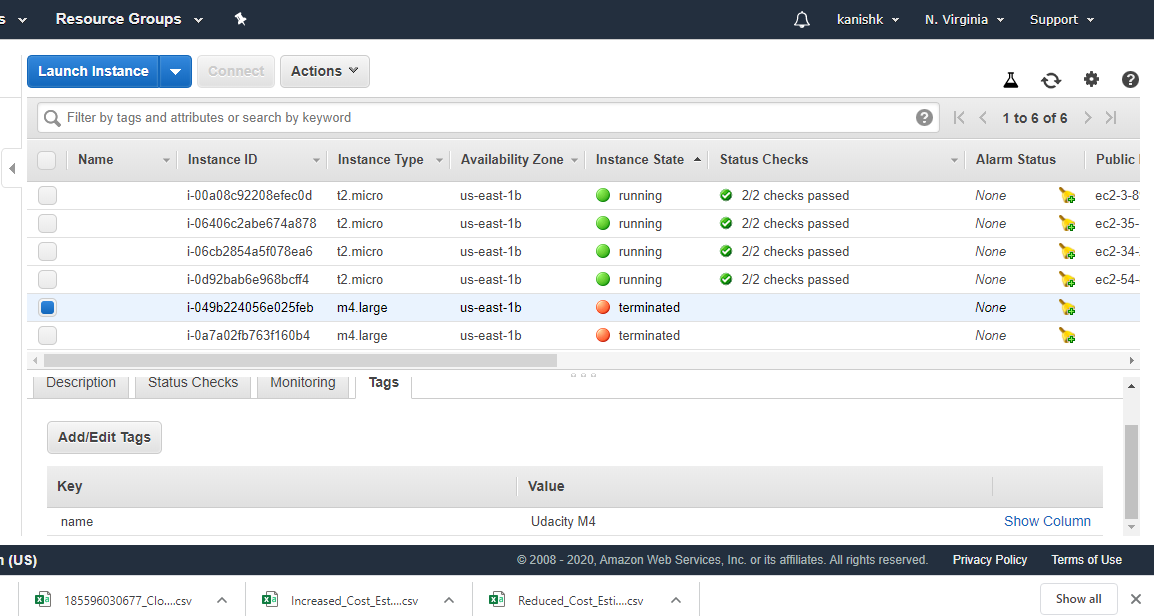 s Resource Groups kanishk N. Virginia Support
Launch Instance Connect Actions
Filter by tags and attributes or search by keyword 1 to 6 of 6
Name Instance ID Instance Type Availability Zone Instance State Status Checks Alarm Status Public
i-00a08c92208efec0d t2.micro us-east-1b running 2/2 checks passed None ec2-3-8
i-06406c2abe674a878 t2.micro us-east-1b running 2/2 checks passed None ec2-35-
i-06cb2854a5f078ea6 t2.micro us-east-1b running 2/2 checks passed None ec2-34-
i-0d92bab6e968bcff4 t2.micro us-east-1b running 2/2 checks passed None ec2-54-
i-049b224056e025feb m4.large us-east-1b terminated None
i-0a7a02fb763f160b4 m4.large us-east-1b terminated None
Description Status Checks Monitoring Tags
Add/Edit Tags
Key Value
name Udacity M4 Show Column
(US) © 2008 - 2020, Amazon Web Services, Inc. or its affiliates. All rights reserved. Privacy Policy Terms of Use
185596030677_Clo....csv Increased_Cost_Est....csv Reduced_Cost_Esti....csv Show all